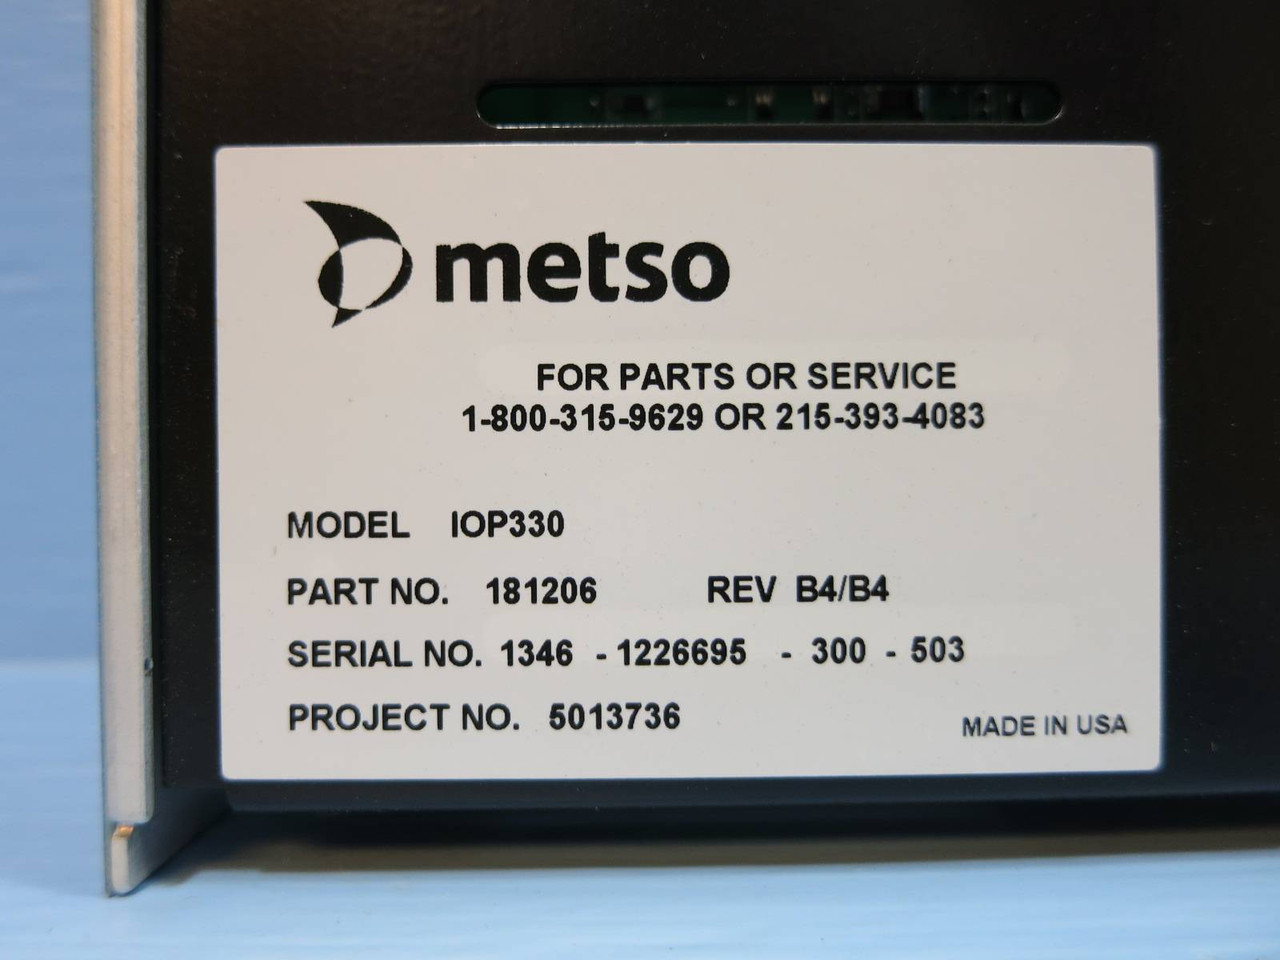 metso
FOR PARTS OR SERVICE
1-800-315-9629 OR 215-393-4083
MODEL IOP330
PART NO. 181206 REV B4/B4
SERIAL NO. 1346 - 1226695 - 300 - 503
PROJECT NO. 5013736
MADE IN USA